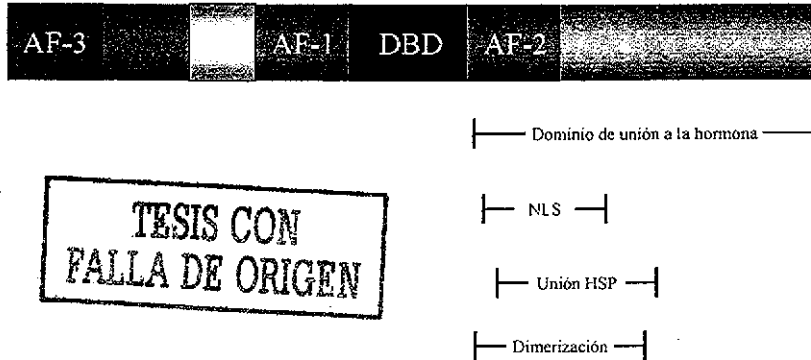 AF-3 AF-1 DBD AF-2
Dominio de unión a la hormona
NLS
Unión HSP
Dimerización
TESIS CON
FALLA DE ORIGEN